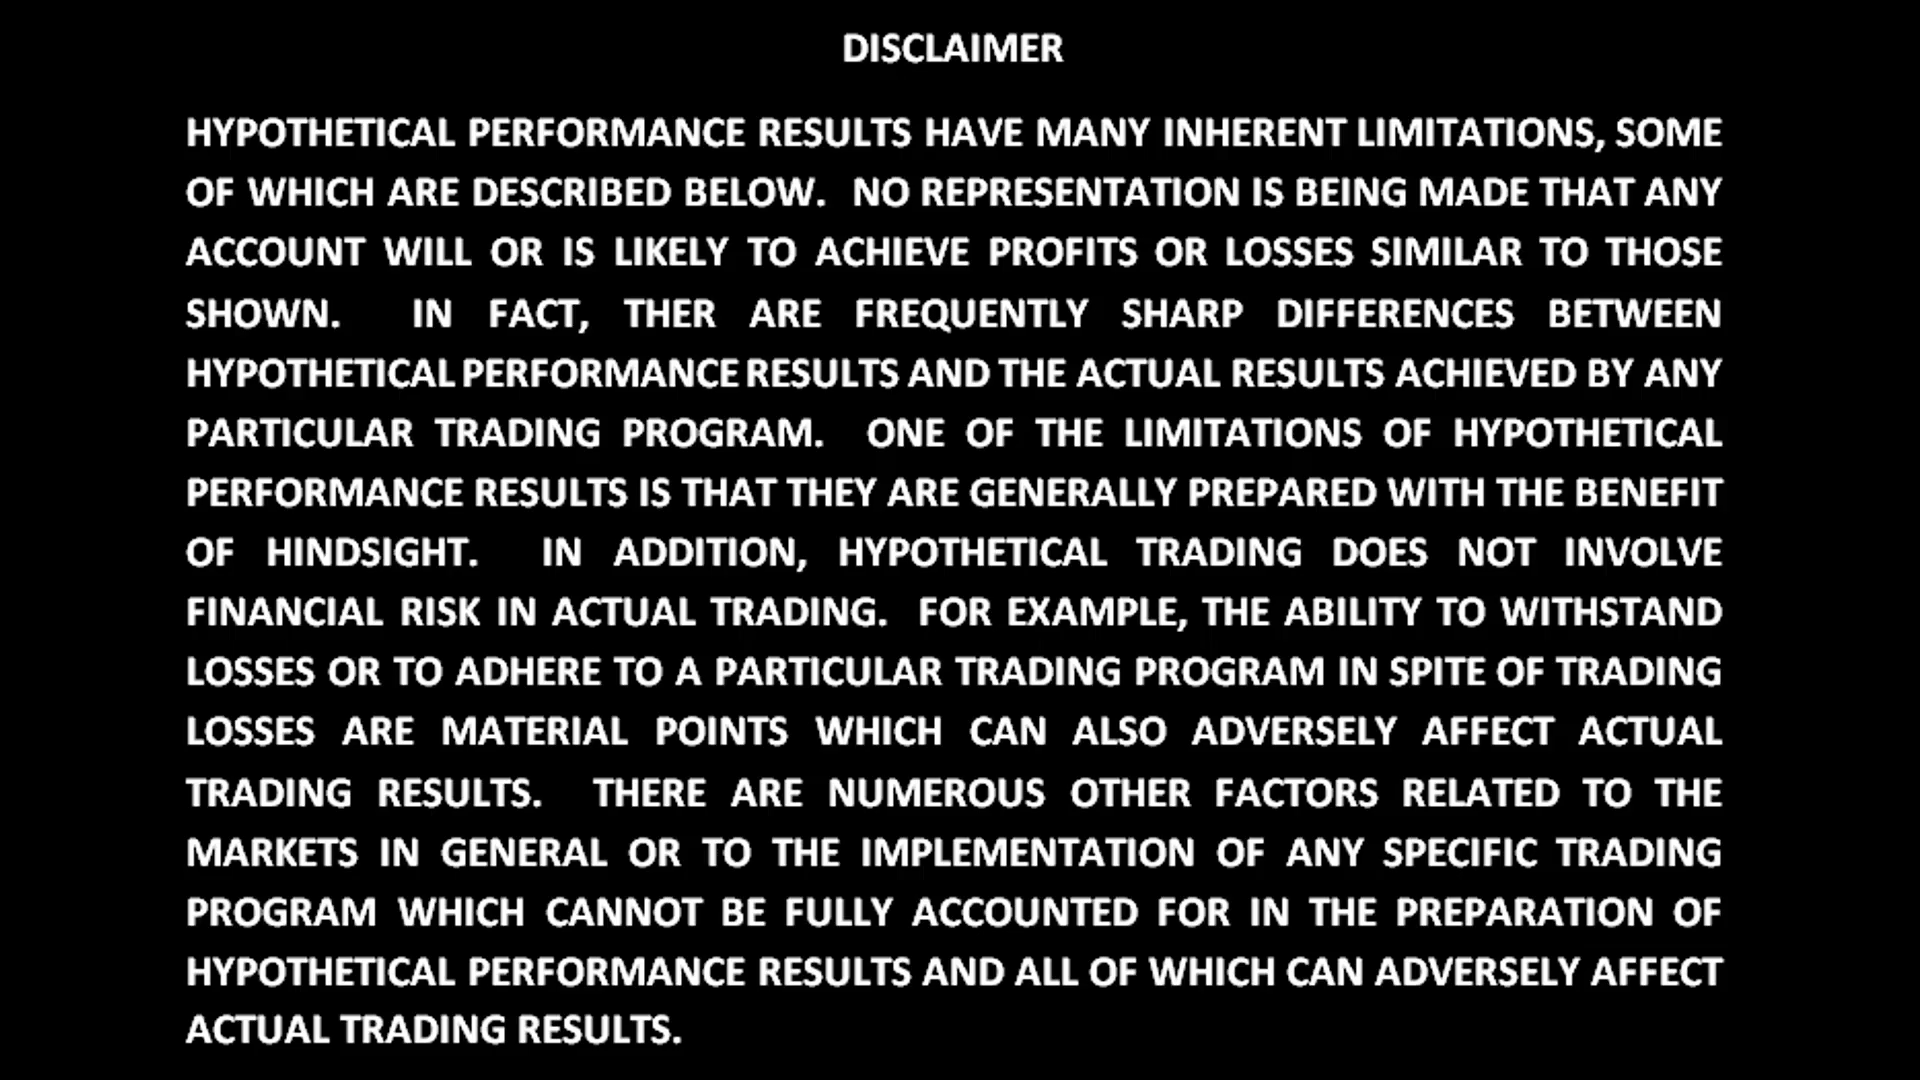 DISCLAIMER
HYPOTHETICAL PERFORMANCE RESULTS HAVE MANY INHERENT LIMITATIONS, SOME
OF WHICH ARE DESCRIBED BELOW. NO REPRESENTATION IS BEING MADE THAT ANY
ACCOUNT WILL OR IS LIKELY TO ACHIEVE PROFITS OR LOSSES SIMILAR TO THOSE
SHOWN. IN FACT, THER ARE FREQUENTLY SHARP DIFFERENCES BETWEEN
HYPOTHETICAL PERFORMANCE RESULTS AND THE ACTUAL RESULTS ACHIEVED BY ANY
PARTICULAR TRADING PROGRAM. ONE OF THE LIMITATIONS OF HYPOTHETICAL
PERFORMANCE RESULTS IS THAT THEY ARE GENERALLY PREPARED WITH THE BENEFIT
OF HINDSIGHT. IN ADDITION, HYPOTHETICAL TRADING DOES NOT INVOLVE
FINANCIAL RISK IN ACTUAL TRADING. FOR EXAMPLE, THE ABILITY TO WITHSTAND
LOSSES OR TO ADHERE TO A PARTICULAR TRADING PROGRAM IN SPITE OF TRADING
LOSSES ARE MATERIAL POINTS WHICH CAN ALSO ADVERSELY AFFECT ACTUAL
TRADING RESULTS. THERE ARE NUMEROUS OTHER FACTORS RELATED TO THE
MARKETS IN GENERAL OR TO THE IMPLEMENTATION OF ANY SPECIFIC TRADING
PROGRAM WHICH CANNOT BE FULLY ACCOUNTED FOR IN THE PREPARATION OF
HYPOTHETICAL PERFORMANCE RESULTS AND ALL OF WHICH CAN ADVERSELY AFFECT
ACTUAL TRADING RESULTS.